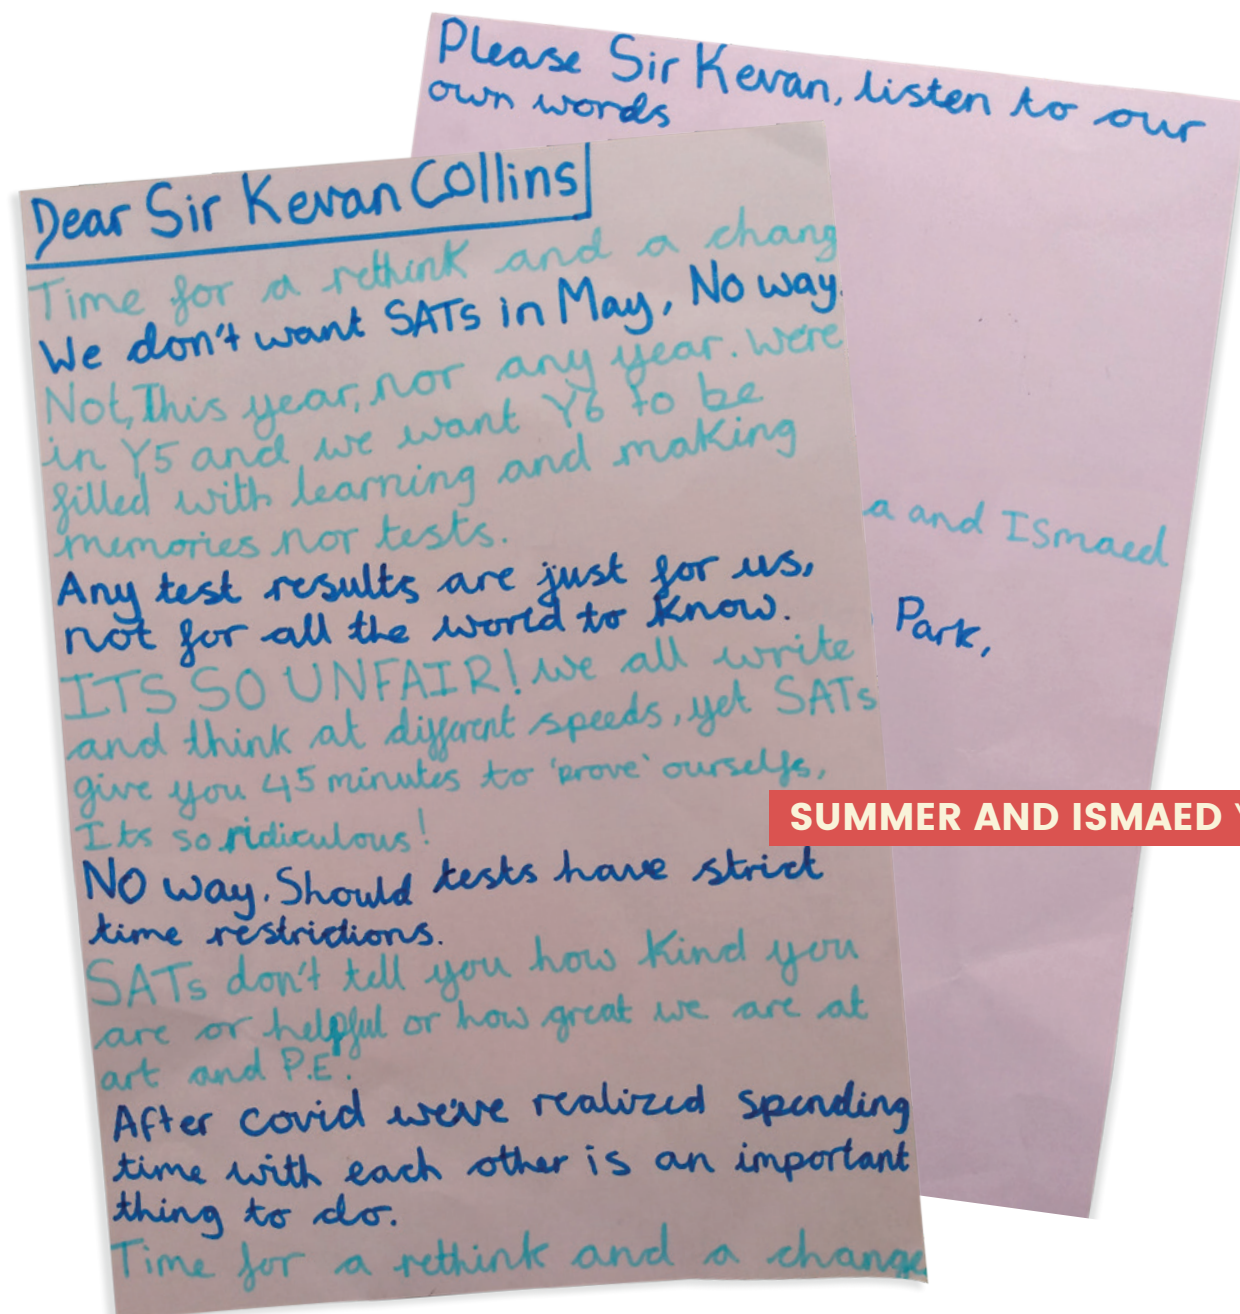 Please Sir Kevan, listen to our
own words
Dear Sir Kevan Collins
Time for a rethink and a chang
We don't want SATs in May, No way.
Not, This year, nor any year. Were
in Y5 and we want Y6 to be
filled with learning and making
memories nor tests.
Any test results are just for us,
not for all the world to know.
ITS SO UNFAIR! We all write
and think at different speeds, yet SATs
give you 45 minutes to 'prove' ourselfs,
Its so ridiculous!
NO way. Should tests have strict
time restrictions.
SATs don't tell you how kind you
are or helpful or how great we are at
art and P.E.
After covid we've realized spending
time with each other is an important
thing to do.
Time for a rethink and a change
a and ISmaed
Park,
SUMMER AND ISMAED